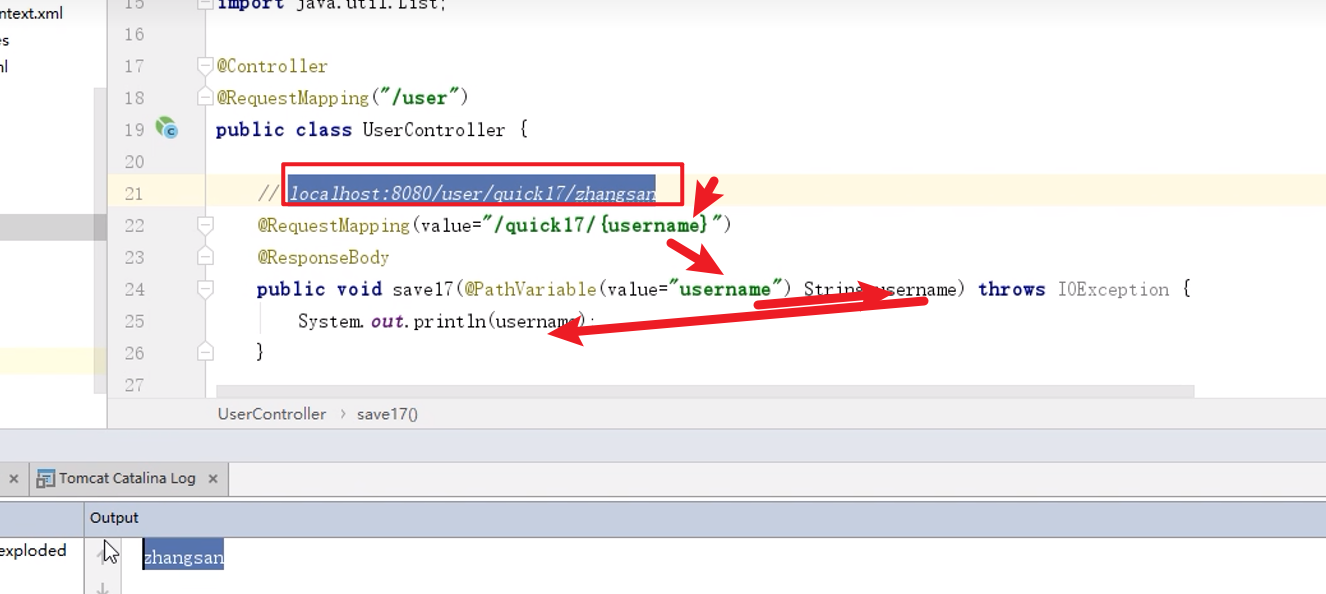 ntext.xml
es
ml
15 import java.util.List;
16
17 @Controller
18 @RequestMapping("/user")
19 public class UserController {
20
21 // localhost:8080/user/quick17/zhangsan
22 @RequestMapping(value="/quick17/{username}")
23 @ResponseBody
24 public void save17(@PathVariable(value="username") String username) throws IOException {
25 System.out.println(username);
26 }
27
UserController › save17()
Tomcat Catalina Log
Output
exploded
zhangsan